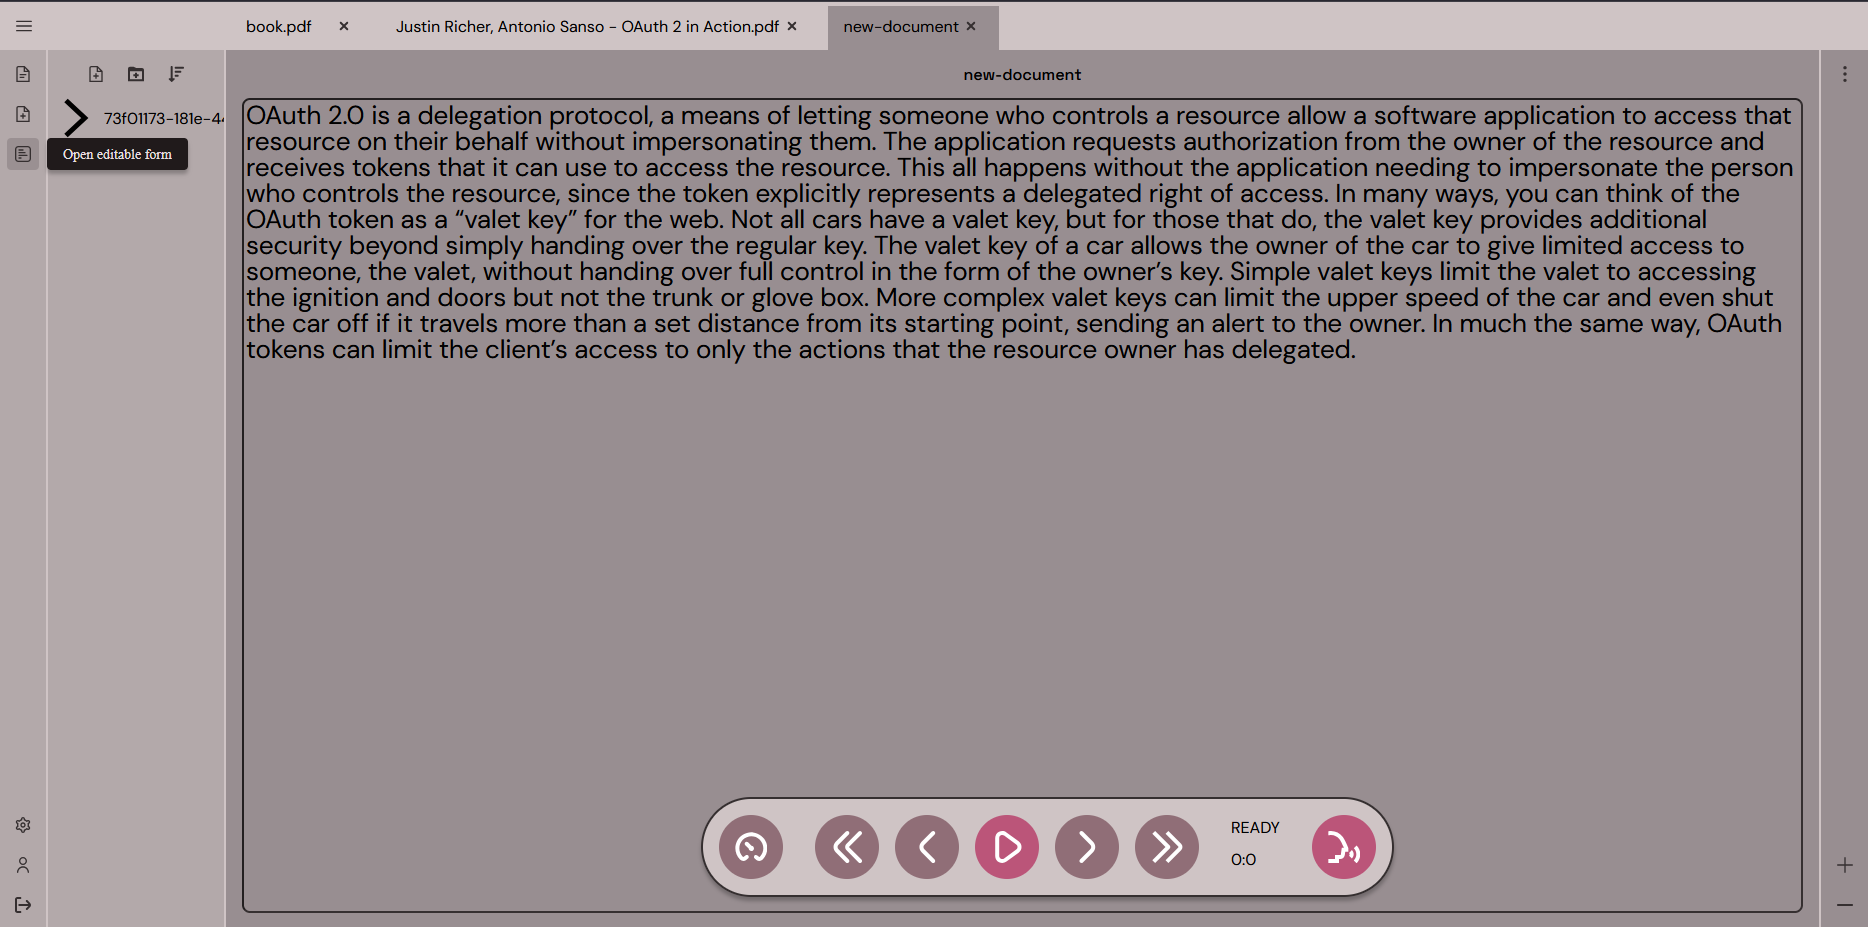 book.pdf
Justin Richer, Antonio Sanso - OAuth 2 in Action.pdf
new-document
new-document
73f01173-181e-4
Open editable form
OAuth 2.0 is a delegation protocol, a means of letting someone who controls a resource allow a software application to access that
resource on their behalf without impersonating them. The application requests authorization from the owner of the resource and
receives tokens that it can use to access the resource. This all happens without the application needing to impersonate the person
who controls the resource, since the token explicitly represents a delegated right of access. In many ways, you can think of the
OAuth token as a “valet key” for the web. Not all cars have a valet key, but for those that do, the valet key provides additional
security beyond simply handing over the regular key. The valet key of a car allows the owner of the car to give limited access to
someone, the valet, without handing over full control in the form of the owner’s key. Simple valet keys limit the valet to accessing
the ignition and doors but not the trunk or glove box. More complex valet keys can limit the upper speed of the car and even shut
the car off if it travels more than a set distance from its starting point, sending an alert to the owner. In much the same way, OAuth
tokens can limit the client’s access to only the actions that the resource owner has delegated.
READY
0:0